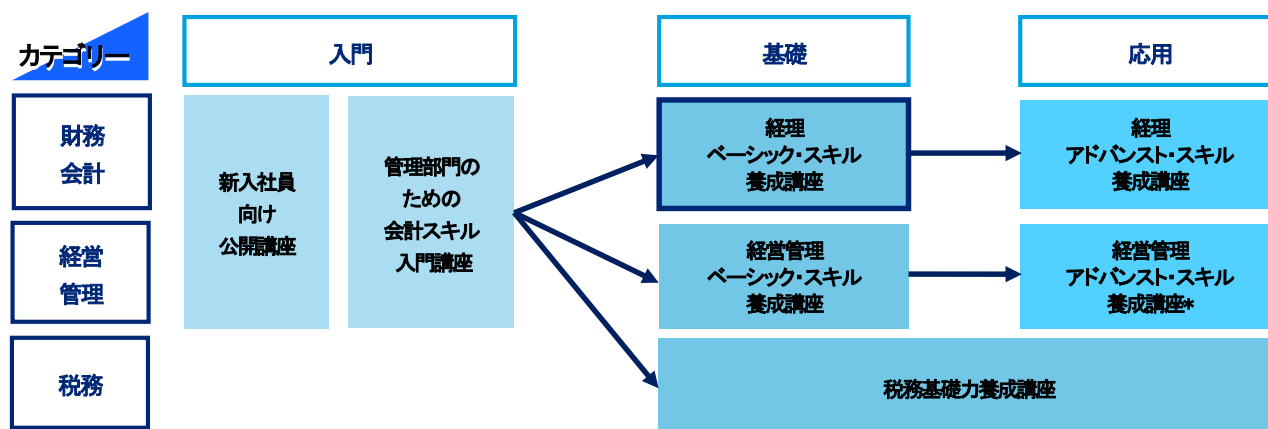 カテゴリー
入門
基礎
応用
財務
会計
経営
管理
税務
新入社員
向け
公開講座
管理部門の
ための
会計スキル
入門講座
経理
ベーシック・スキル
養成講座
経理
アドバンスト・スキル
養成講座
経営管理
ベーシック・スキル
養成講座
経営管理
アドバンスト・スキル
養成講座*
税務基礎力養成講座